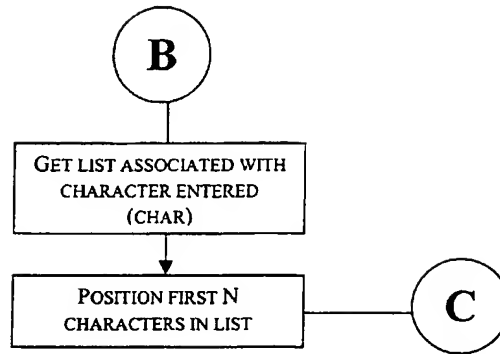 B
GET LIST ASSOCIATED WITH
CHARACTER ENTERED
(CHAR)
POSITION FIRST N
CHARACTERS IN LIST
C